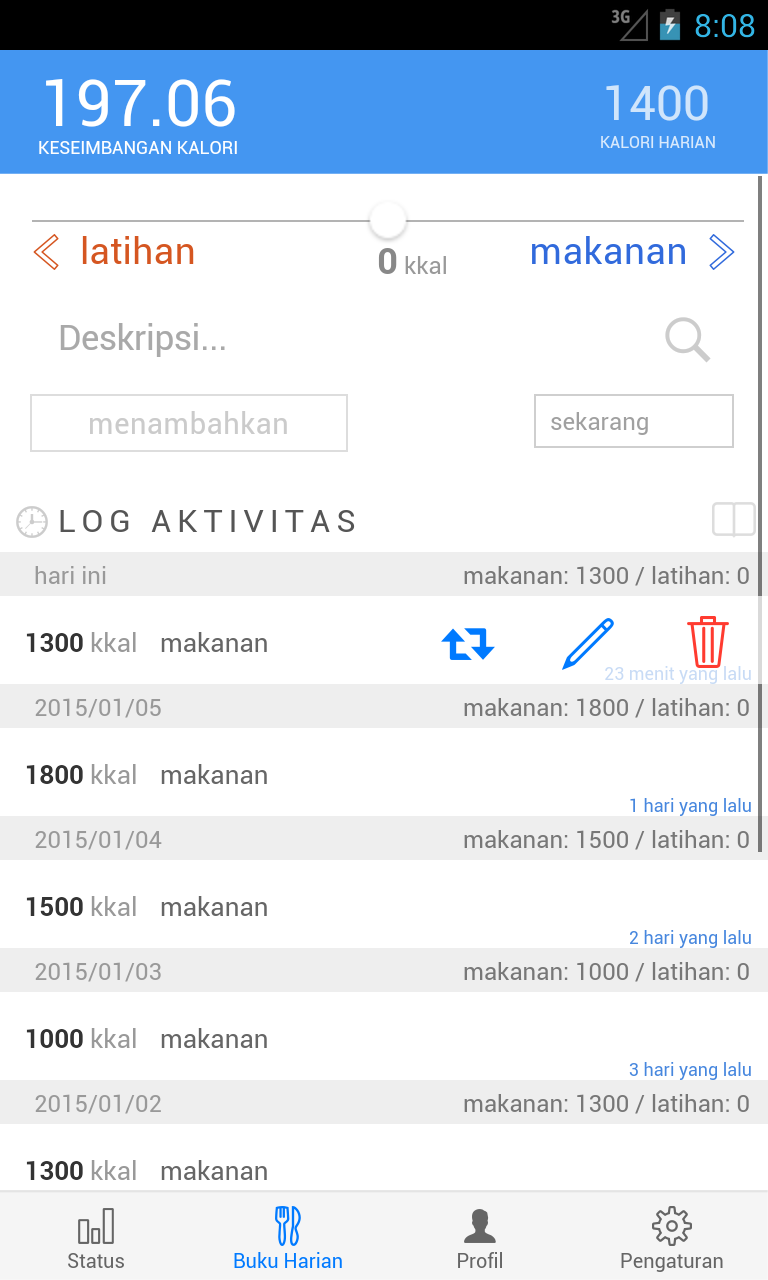 3G 8:08
197.06 1400
KESEIMBANGAN KALORI KALORI HARIAN
latihan 0 kkal makanan
Deskripsi...
menambahkan sekarang
LOG AKTIVITAS
hari ini makanan: 1300 / latihan: 0
1300 kkal makanan
23 menit yang lalu
2015/01/05 makanan: 1800 / latihan: 0
1800 kkal makanan
1 hari yang lalu
2015/01/04 makanan: 1500 / latihan: 0
1500 kkal makanan
2 hari yang lalu
2015/01/03 makanan: 1000 / latihan: 0
1000 kkal makanan
3 hari yang lalu
2015/01/02 makanan: 1300 / latihan: 0
1300 kkal makanan
Status Buku Harian Profil Pengaturan